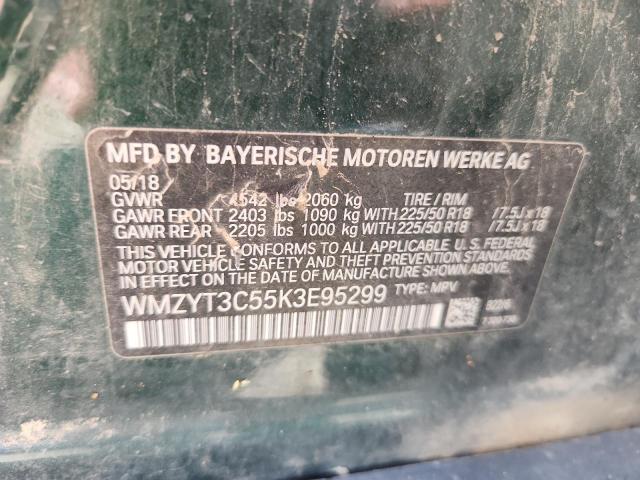 MFD BY BAYERISCHE MOTOREN WERKE AG
05/18
GVWR 4542 lbs 2060 kg TIRE / RIM
GAWR FRONT 2403 lbs 1090 kg WITH 225/50 R18 /7.5J x 18
GAWR REAR 2205 lbs 1000 kg WITH 225/50 R18 /7.5J x 18
THIS VEHICLE CONFORMS TO ALL APPLICABLE U.S. FEDERAL
MOTOR VEHICLE SAFETY AND THEFT PREVENTION STANDARDS
IN EFFECT ON THE DATE OF MANUFACTURE SHOWN ABOVE.
WMZYT3C55K3E95299 TYPE: MPV